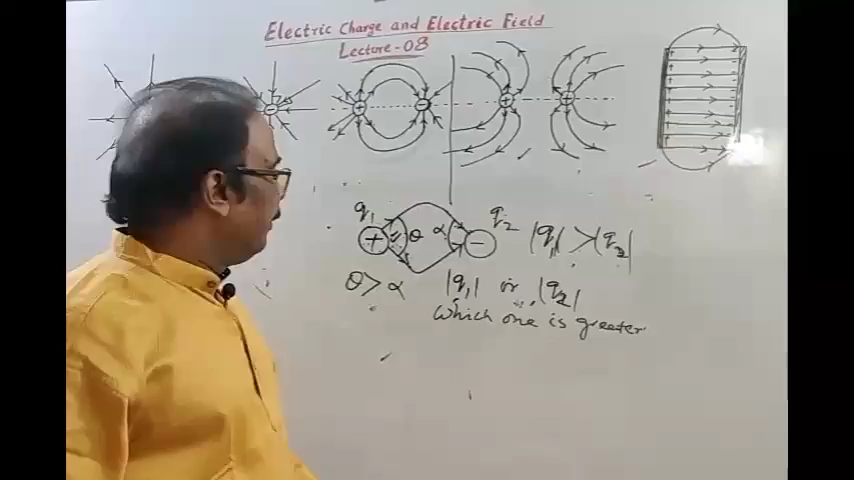 Electric Charge and Electric Field
Lecture-08
+ - + +
-
q₁ + θ α - q₂ |q₁| > |q₂|
θ > α |q₁| or |q₂|
which one is greater